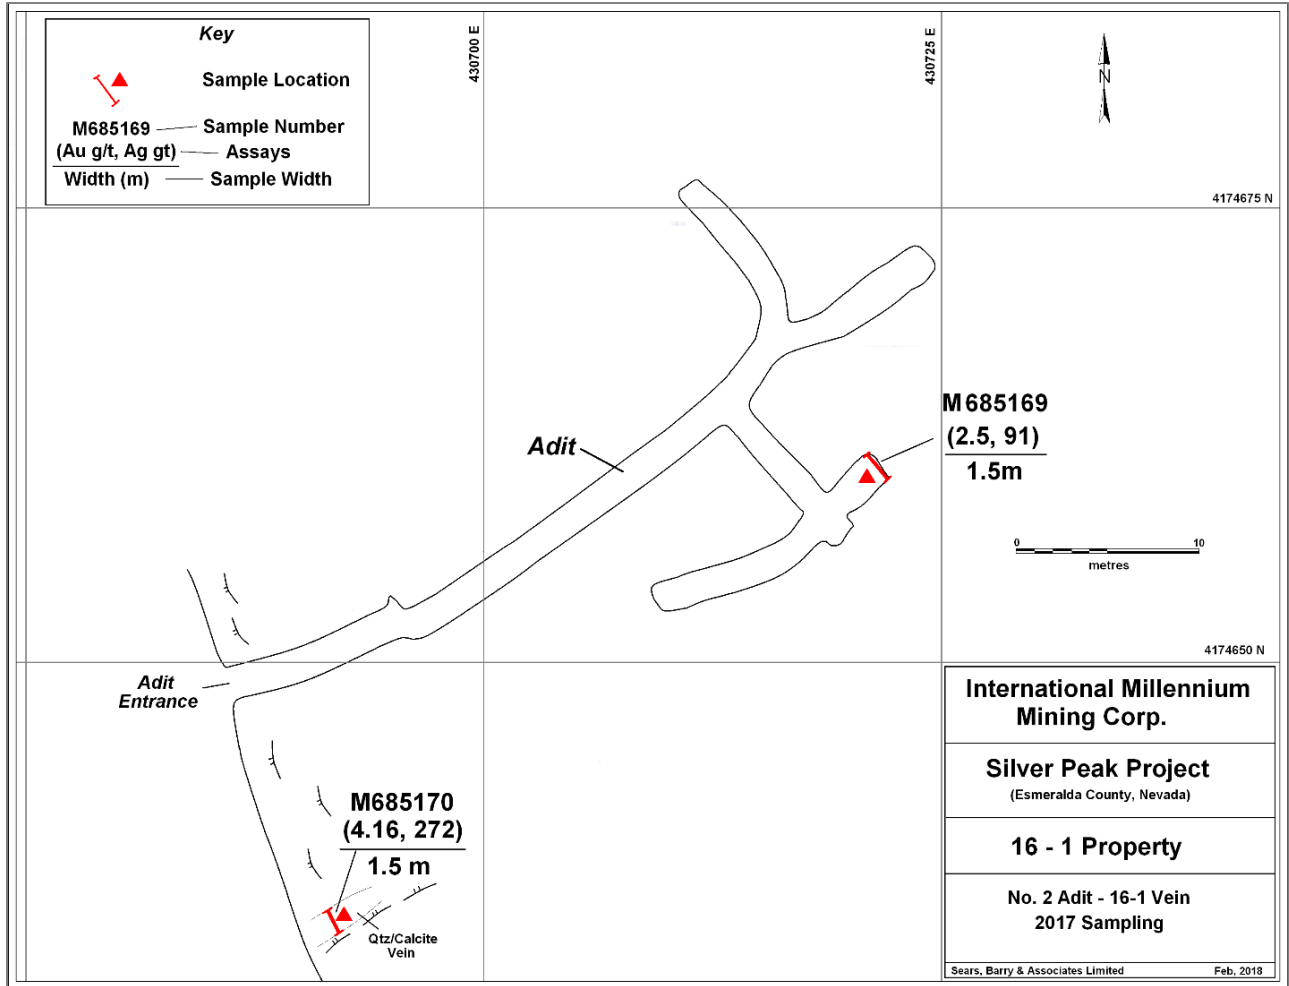 Key
Sample Location
M685169
Sample Number
(Au g/t, Ag gt)
Assays
Width (m)
Sample Width
430700 E
430725 E
N
4174675 N
Adit
M685169
(2.5, 91)
1.5m
0 10
metres
4174650 N
Adit
Entrance
M685170
(4.16, 272)
1.5 m
Qtz/Calcite
Vein
International Millennium
Mining Corp.
Silver Peak Project
(Esmeralda County, Nevada)
16 - 1 Property
No. 2 Adit - 16-1 Vein
2017 Sampling
Sears, Barry & Associates Limited
Feb, 2018